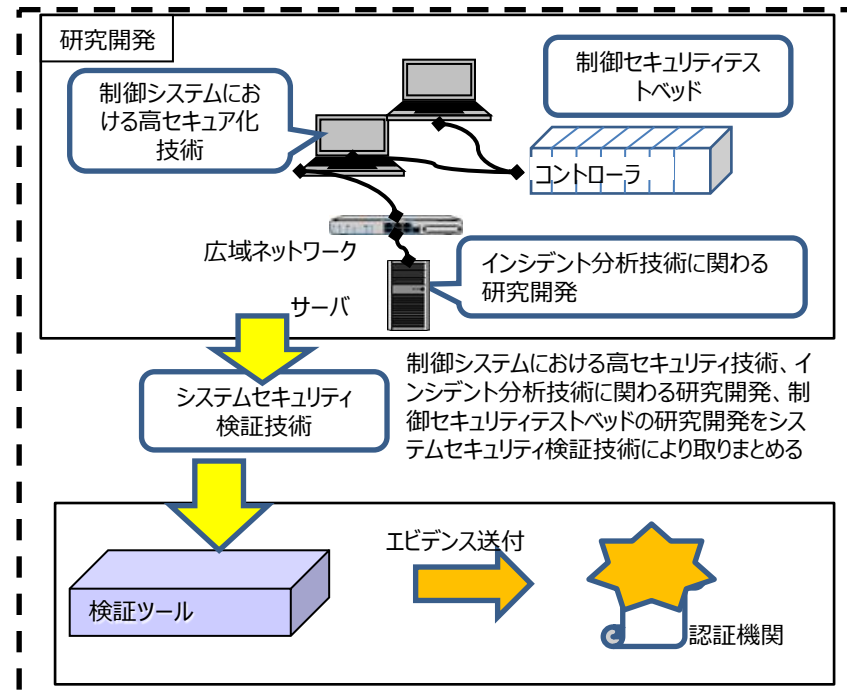 研究開発
制御システムにお
ける高セキュア化
技術
制御セキュリティテス
トベッド
コントローラ
広域ネットワーク
インシデント分析技術に関わる
研究開発
サーバ
システムセキュリティ
検証技術
制御システムにおける高セキュリティ技術、イ
ンシデント分析技術に関わる研究開発、制
御セキュリティテストベッドの研究開発をシス
テムセキュリティ検証技術により取りまとめる
エビデンス送付
検証ツール
認証機関